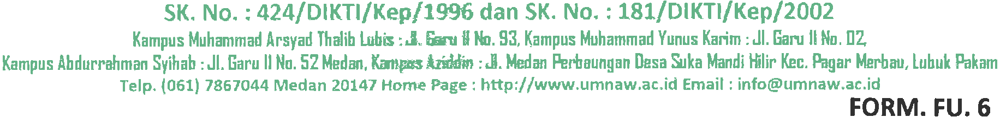 SK. No. : 424/DIKTI/Kep/1996 dan SK. No. : 181/DIKTI/Kep/2002
Kampus Muhammad Arsyad Thalib Lubis : Jl. Garu II No. 93, Kampus Muhammad Yunus Karim : Jl. Garu II No. 02,
Kampus Abdurrahman Syihab : Jl. Garu II No. 52 Medan, Kampus : Jl. Medan Perbaungan Desa Suka Mandi Hilir Kec. Pagar Merbau, Lubuk Pakam
Telp. (061) 7867044 Medan 20147 Home Page : http://www.umnaw.ac.id Email : info@umnaw.ac.id
FORM. FU. 6